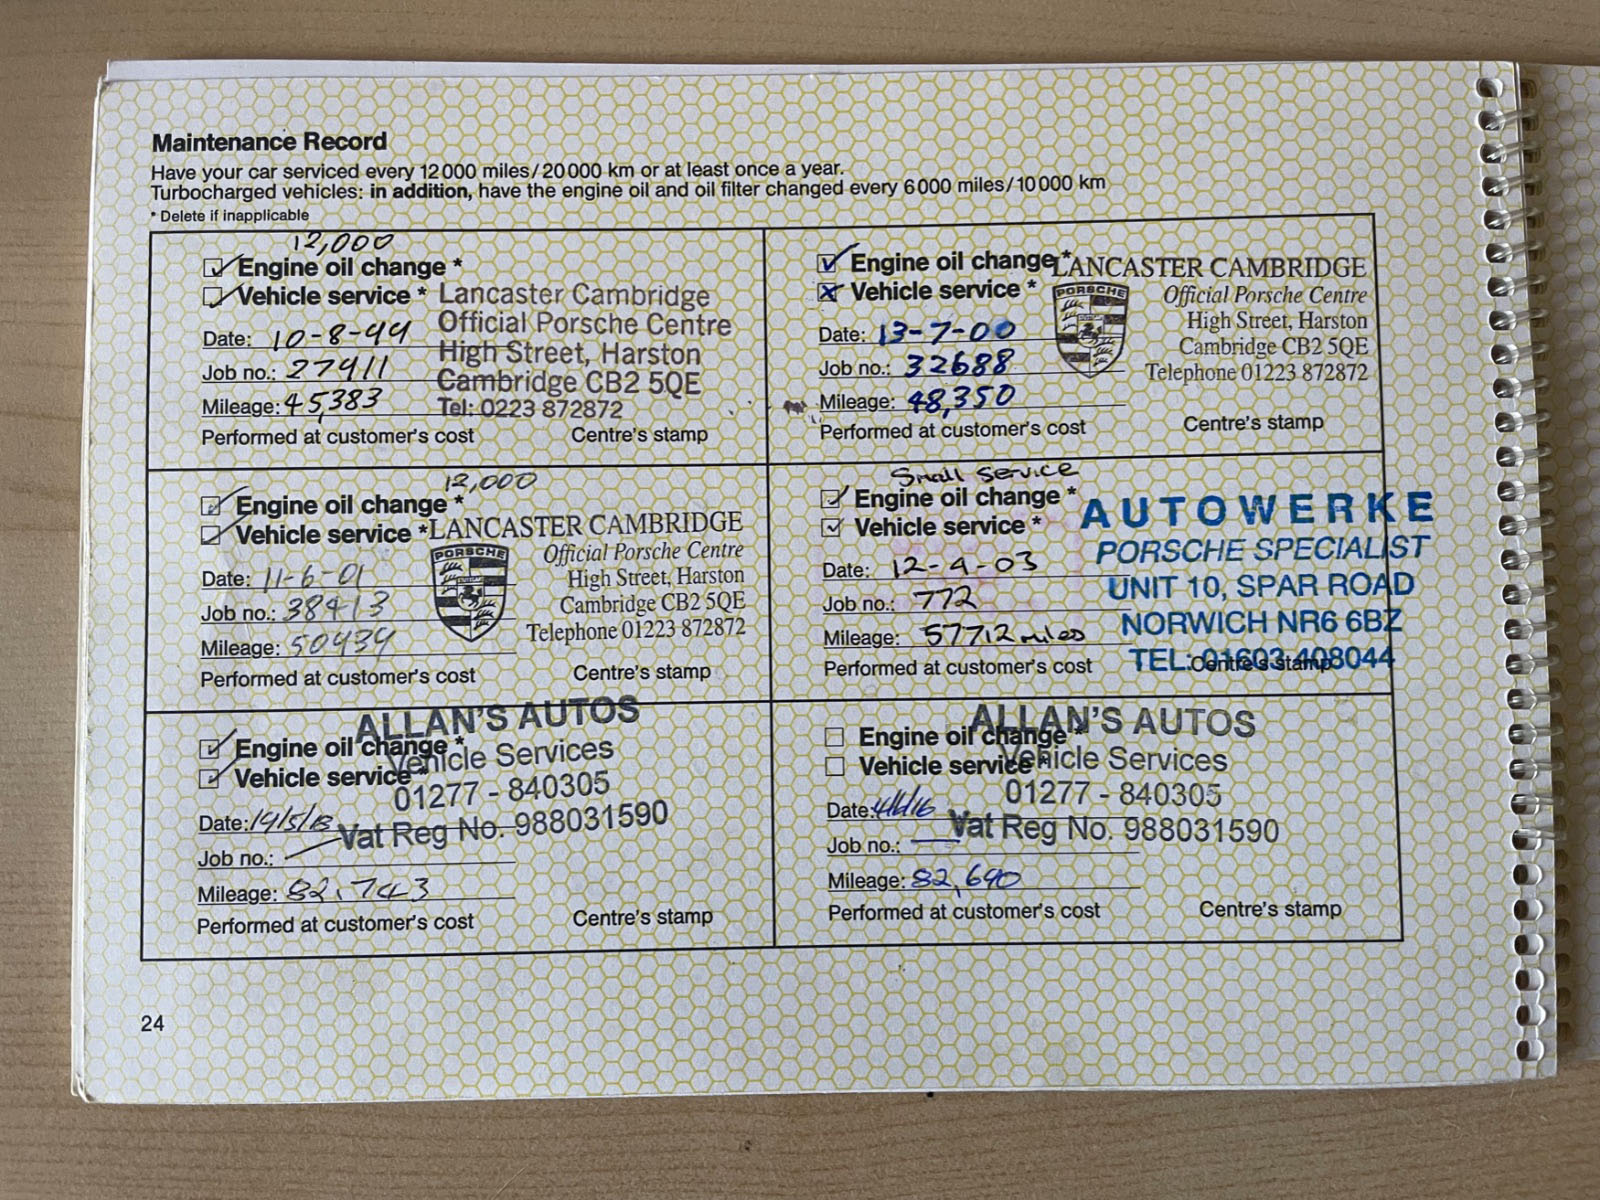 Maintenance Record
Have your car serviced every 12 000 miles/20 000 km or at least once a year.
Turbocharged vehicles: in addition, have the engine oil and oil filter changed every 6 000 miles/10 000 km
* Delete if inapplicable
12,000
Engine oil change *
Vehicle service *
Lancaster Cambridge
Official Porsche Centre
High Street, Harston
Cambridge CB2 5QE
Tel: 0223 872872
Date: 10-8-99
Job no.: 27911
Mileage: 45,383
Performed at customer's cost
Centre's stamp
Engine oil change *
Vehicle service *
LANCASTER CAMBRIDGE
PORSCHE
Official Porsche Centre
High Street, Harston
Cambridge CB2 5QE
Telephone 01223 872872
Date: 13-7-00
Job no.: 32688
Mileage: 48,350
Performed at customer's cost
Centre's stamp
12,000
Engine oil change *
Vehicle service *
LANCASTER CAMBRIDGE
PORSCHE
Official Porsche Centre
High Street, Harston
Cambridge CB2 5QE
Telephone 01223 872872
Date: 11-6-01
Job no.: 38413
Mileage: 50434
Performed at customer's cost
Centre's stamp
Small Service
Engine oil change *
Vehicle service *
AUTOWERKE
PORSCHE SPECIALIST
UNIT 10, SPAR ROAD
NORWICH NR6 6BZ
TEL: 01603 408044
Date: 12-4-03
Job no.: 772
Mileage: 57712 miles
Performed at customer's cost
Centre's stamp
ALLAN'S AUTOS
Vehicle Services
01277 - 840305
Vat Reg No. 988031590
Engine oil change *
Vehicle service *
Date: 14/5/13
Job no.:
Mileage: 82,743
Performed at customer's cost
Centre's stamp
ALLAN'S AUTOS
Vehicle Services
01277 - 840305
Vat Reg No. 988031590
Engine oil change *
Vehicle service *
Date:
Job no.:
Mileage: 82,690
Performed at customer's cost
Centre's stamp
24